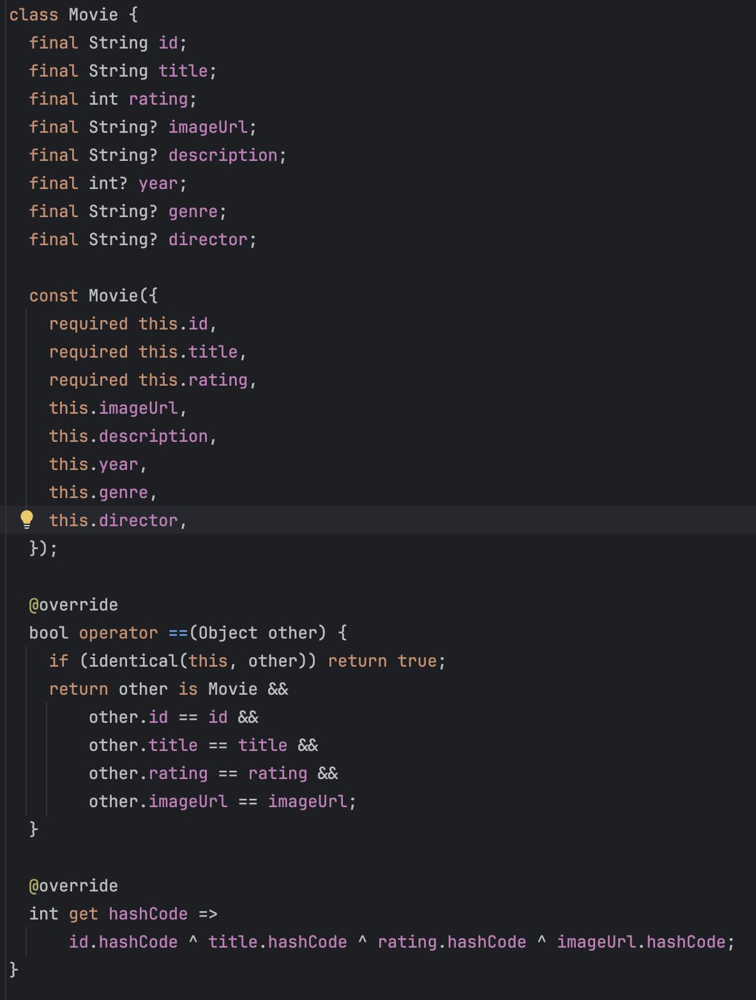 class Movie {
  final String id;
  final String title;
  final int rating;
  final String? imageUrl;
  final String? description;
  final int? year;
  final String? genre;
  final String? director;

  const Movie({
    required this.id,
    required this.title,
    required this.rating,
    this.imageUrl,
    this.description,
    this.year,
    this.genre,
    this.director,
  });

  @override
  bool operator ==(Object other) {
    if (identical(this, other)) return true;
    return other is Movie &&
        other.id == id &&
        other.title == title &&
        other.rating == rating &&
        other.imageUrl == imageUrl;
  }

  @override
  int get hashCode =>
      id.hashCode ^ title.hashCode ^ rating.hashCode ^ imageUrl.hashCode;
}